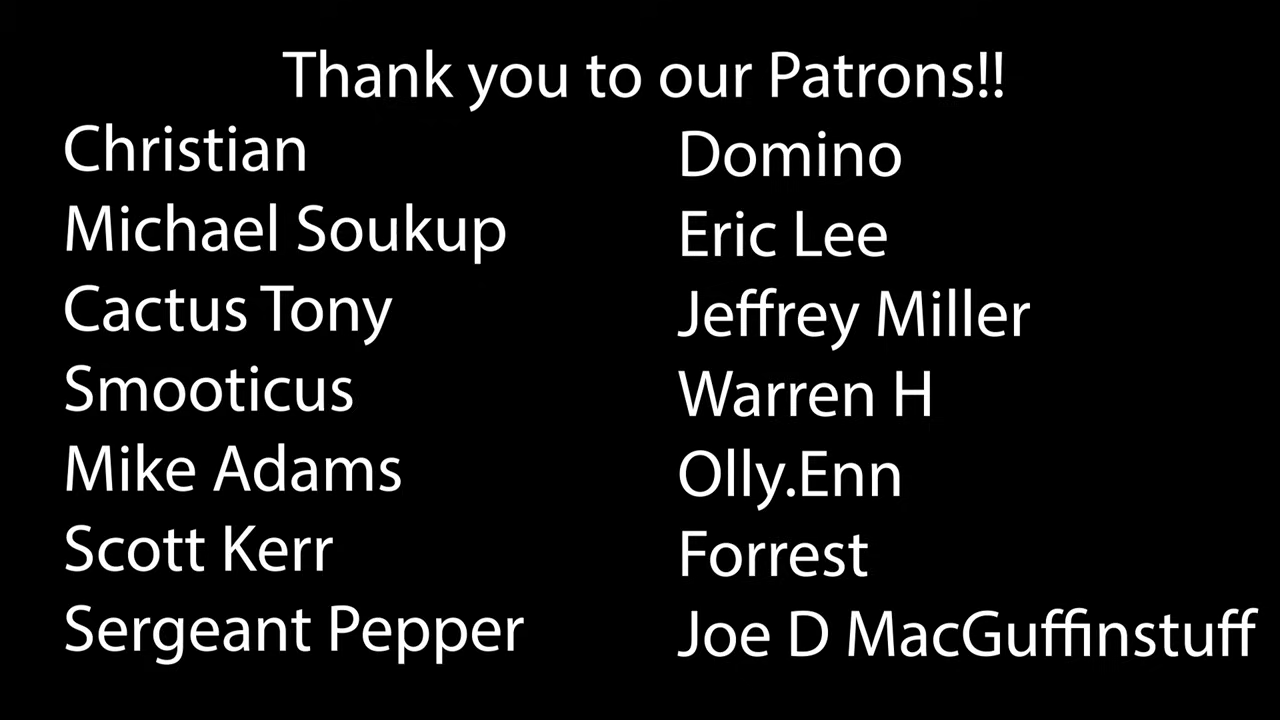 Thank you to our Patrons!!
Christian
Michael Soukup
Cactus Tony
Smooticus
Mike Adams
Scott Kerr
Sergeant Pepper
Domino
Eric Lee
Jeffrey Miller
Warren H
Olly.Enn
Forrest
Joe D MacGuffinstuff